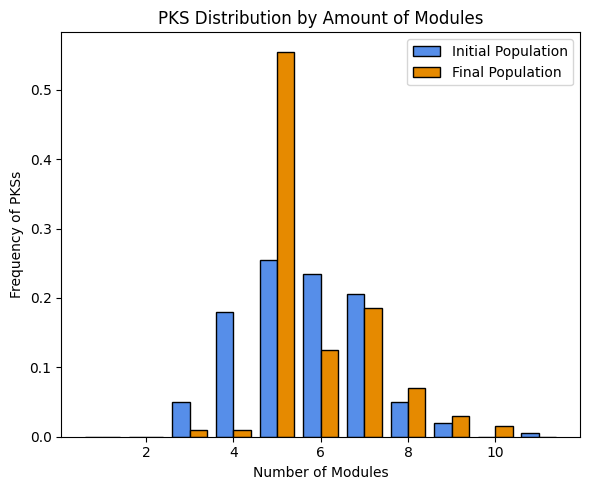 PKS Distribution by Amount of Modules
Initial Population
Final Population
Frequency of PKSs
0.5
0.4
0.3
0.2
0.1
0.0
2 4 6 8 10
Number of Modules